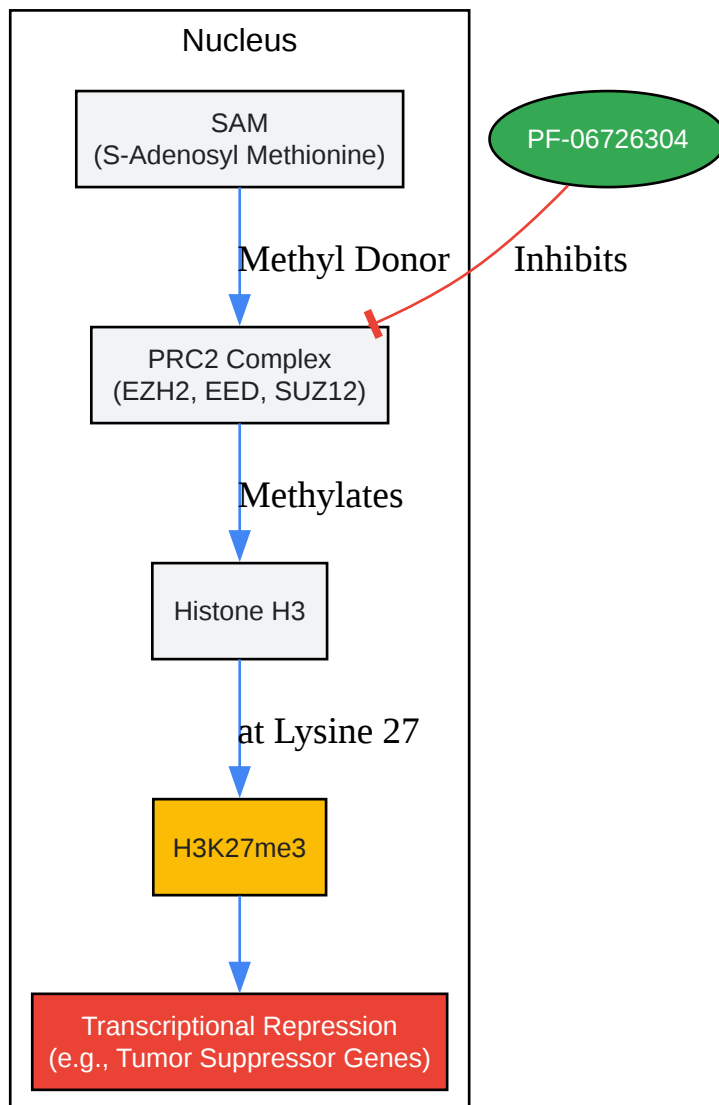 Nucleus
SAM
(S-Adenosyl Methionine)
PF-06726304
Methyl Donor
Inhibits
PRC2 Complex
(EZH2, EED, SUZ12)
Methylates
Histone H3
at Lysine 27
H3K27me3
Transcriptional Repression
(e.g., Tumor Suppressor Genes)